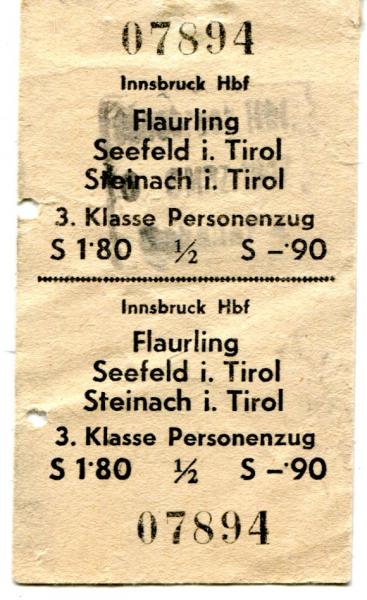 07894
Innsbruck Hbf
Flaurling
Seefeld i. Tirol
Steinach i. Tirol
3. Klasse Personenzug
S 1·80 ½ S –·90
Innsbruck Hbf
Flaurling
Seefeld i. Tirol
Steinach i. Tirol
3. Klasse Personenzug
S 1·80 ½ S –·90
07894